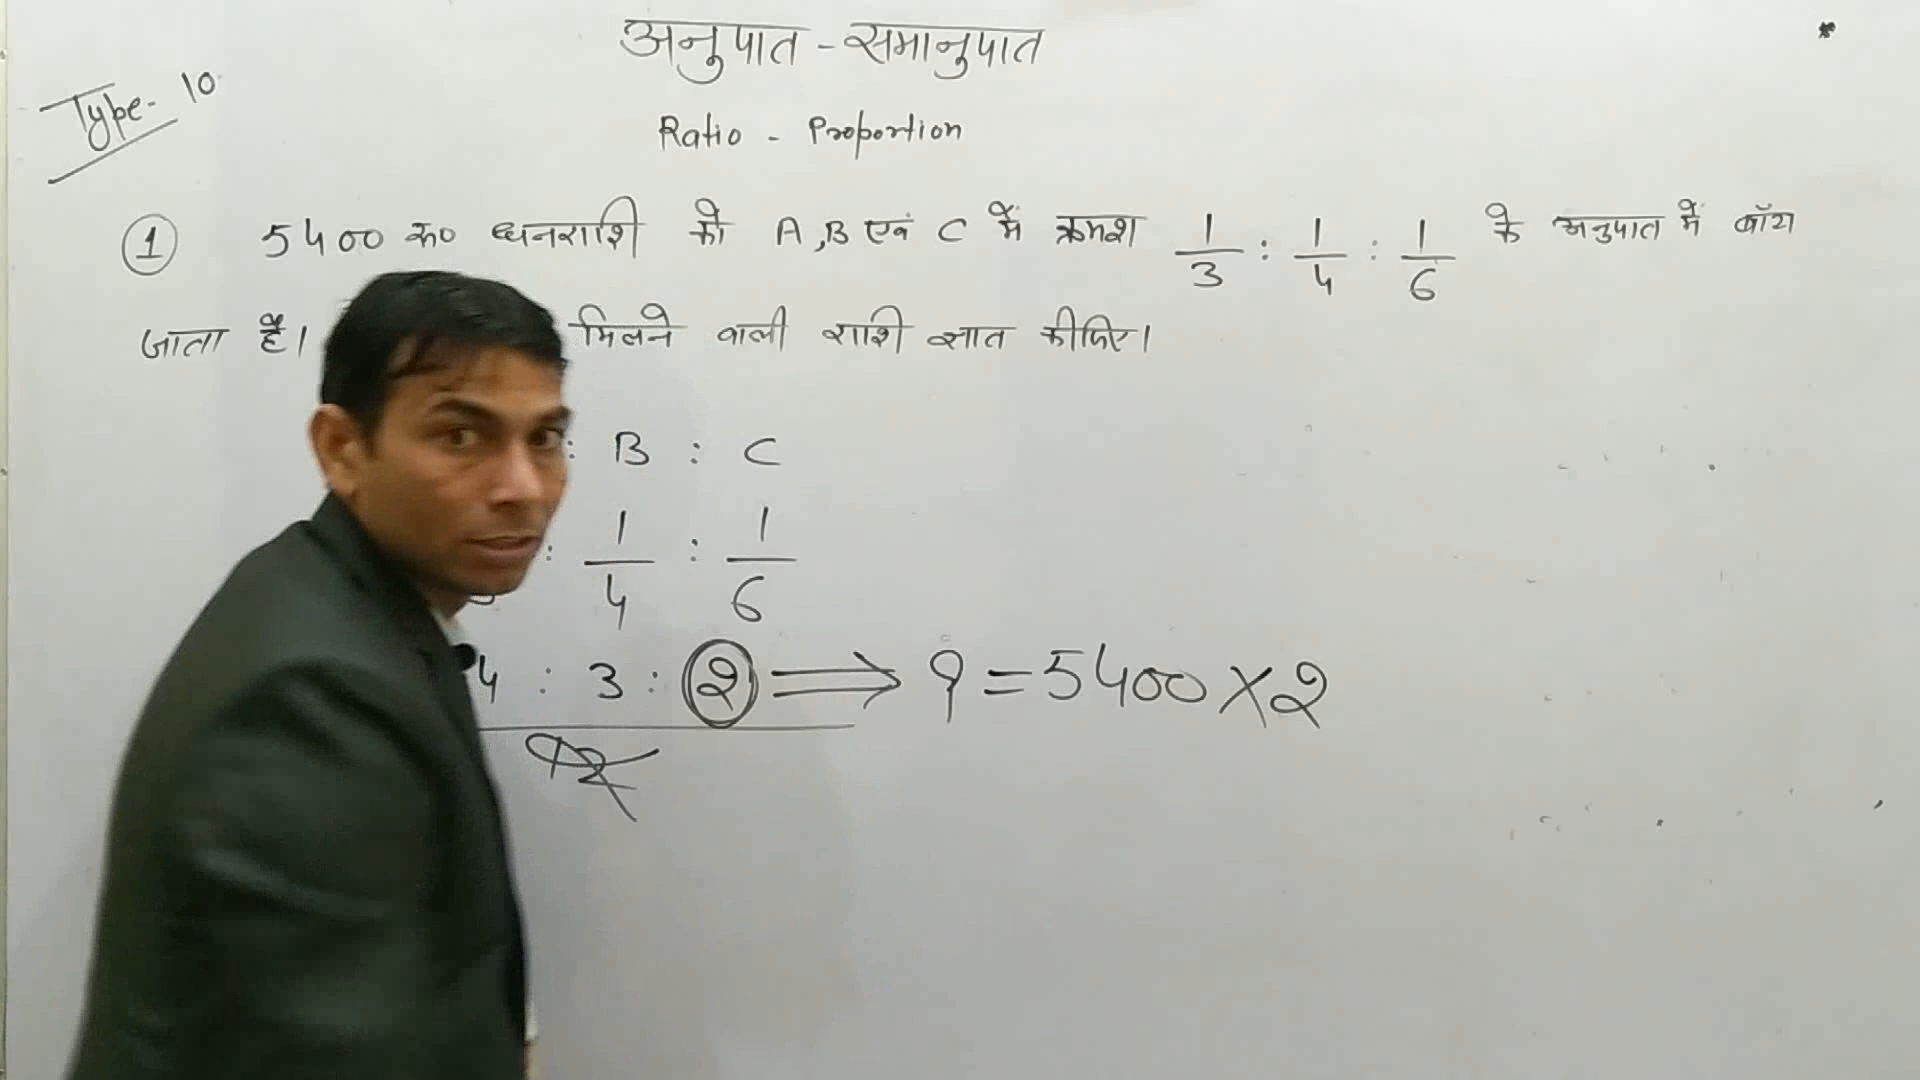 अनुपात - समानुपात
Type- 10
Ratio - Proportion
① 5400 रू० धनराशि को A, B एवं C में क्रमश 1/3 : 1/4 : 1/6 के अनुपात में बॉटा
जाता है। मिलने वाली राशि ज्ञात कीजिए।
: B : C
: 1/4 : 1/6
4 : 3 : 2 ⟹ ? = 5400 × 2
12